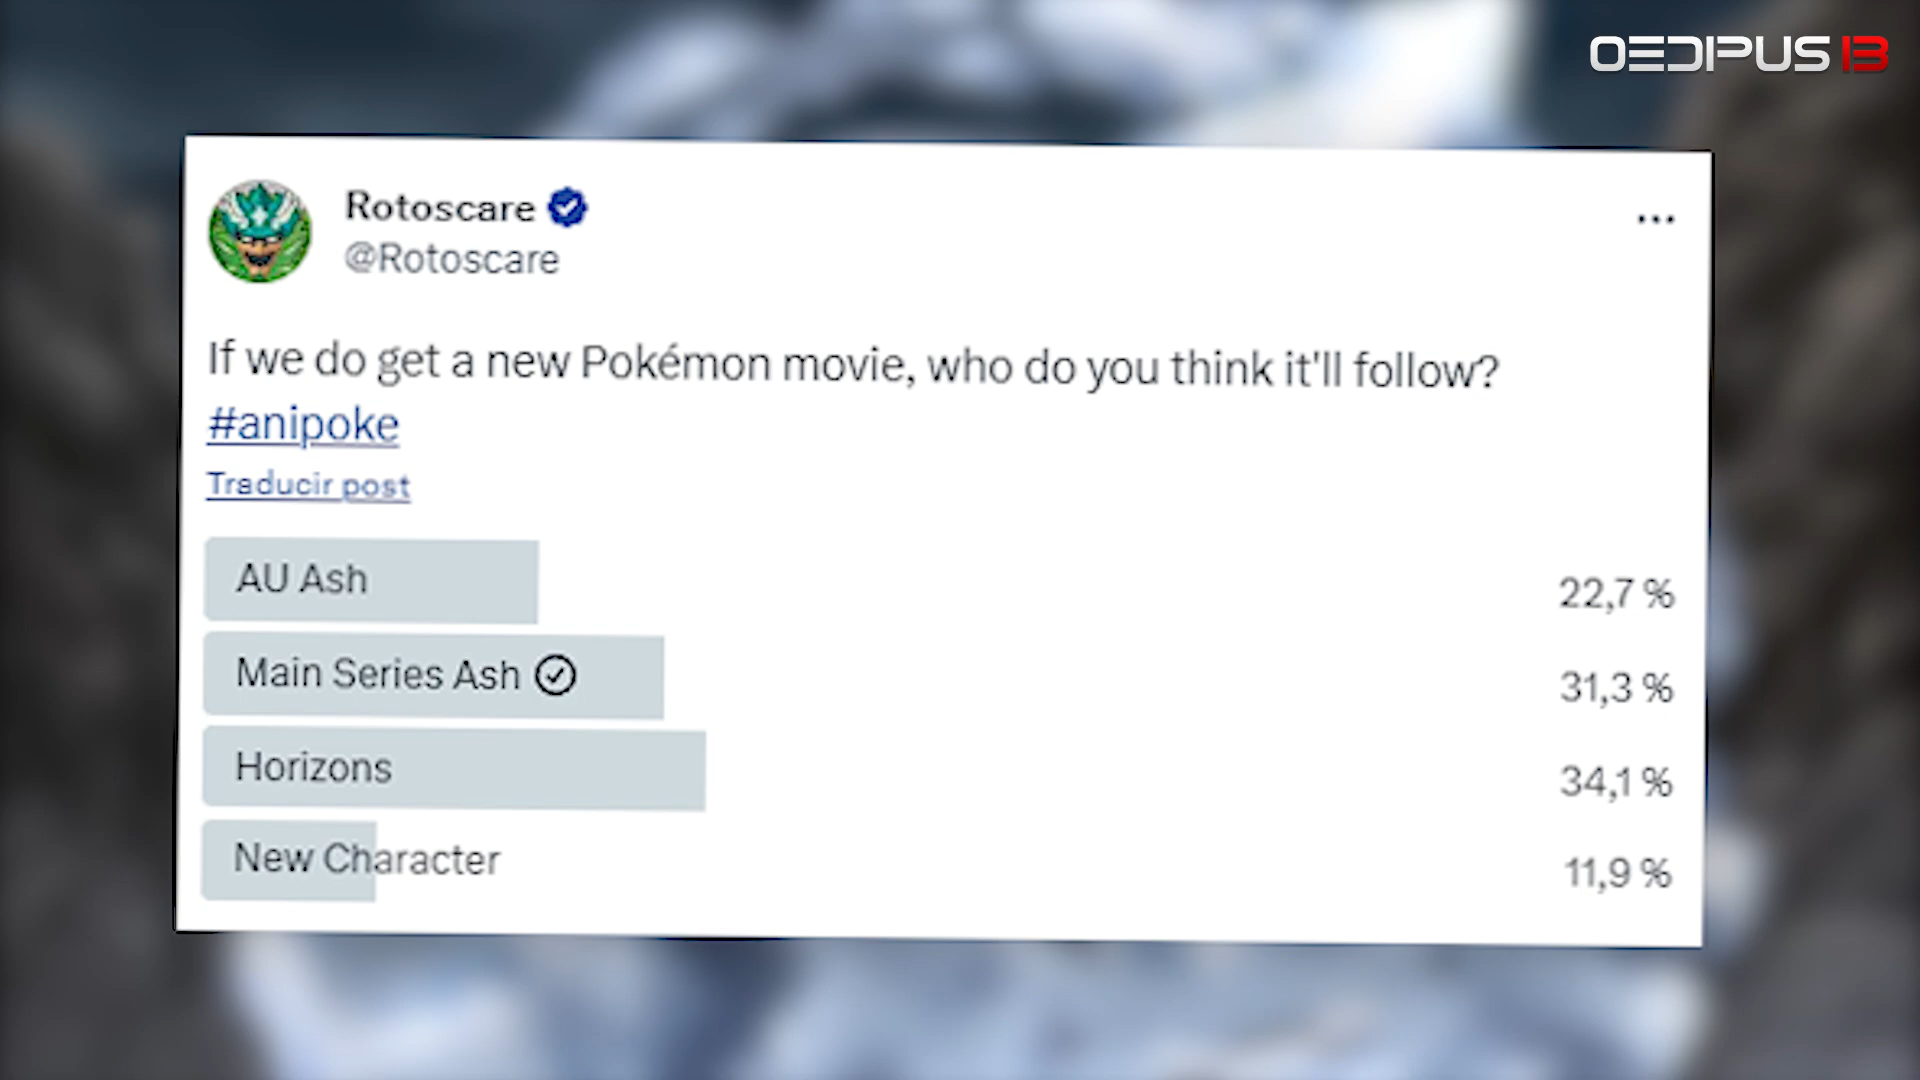 OEDIPUS 13
Rotoscare
@Rotoscare
If we do get a new Pokémon movie, who do you think it'll follow?
#anipoke
Traducir post
AU Ash 22,7 %
Main Series Ash 31,3 %
Horizons 34,1 %
New Character 11,9 %